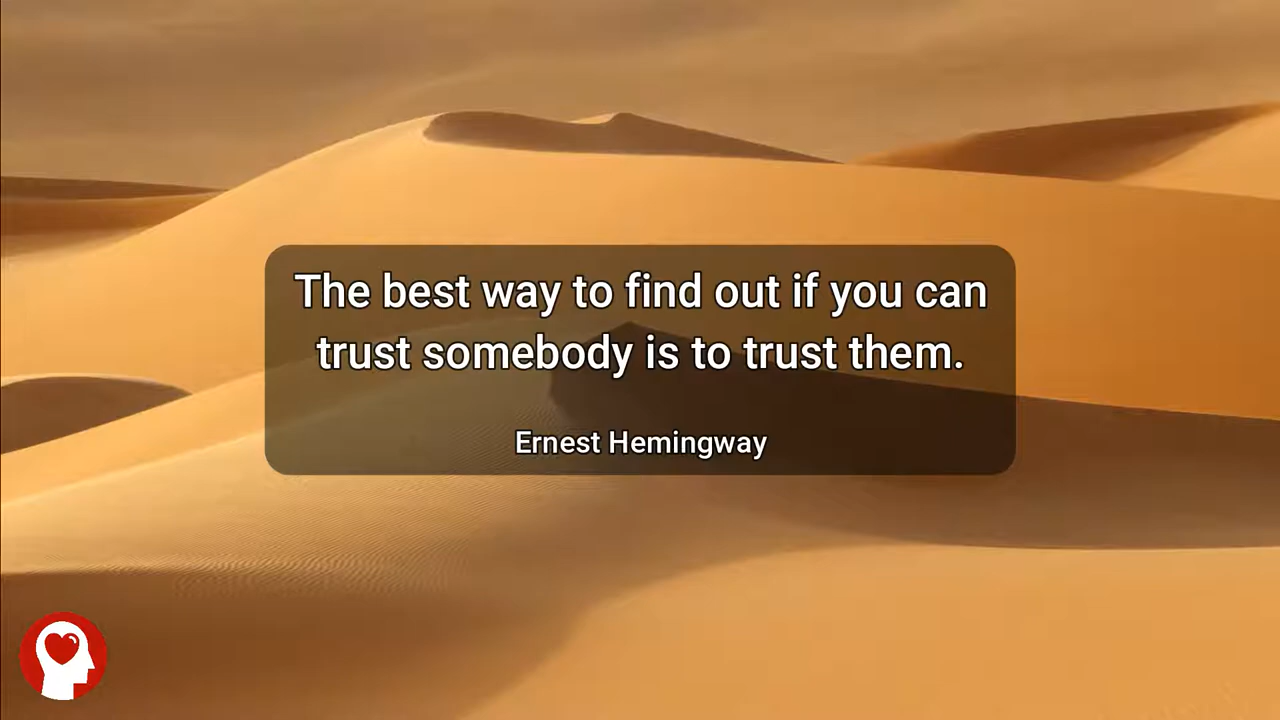 The best way to find out if you can
trust somebody is to trust them.
Ernest Hemingway